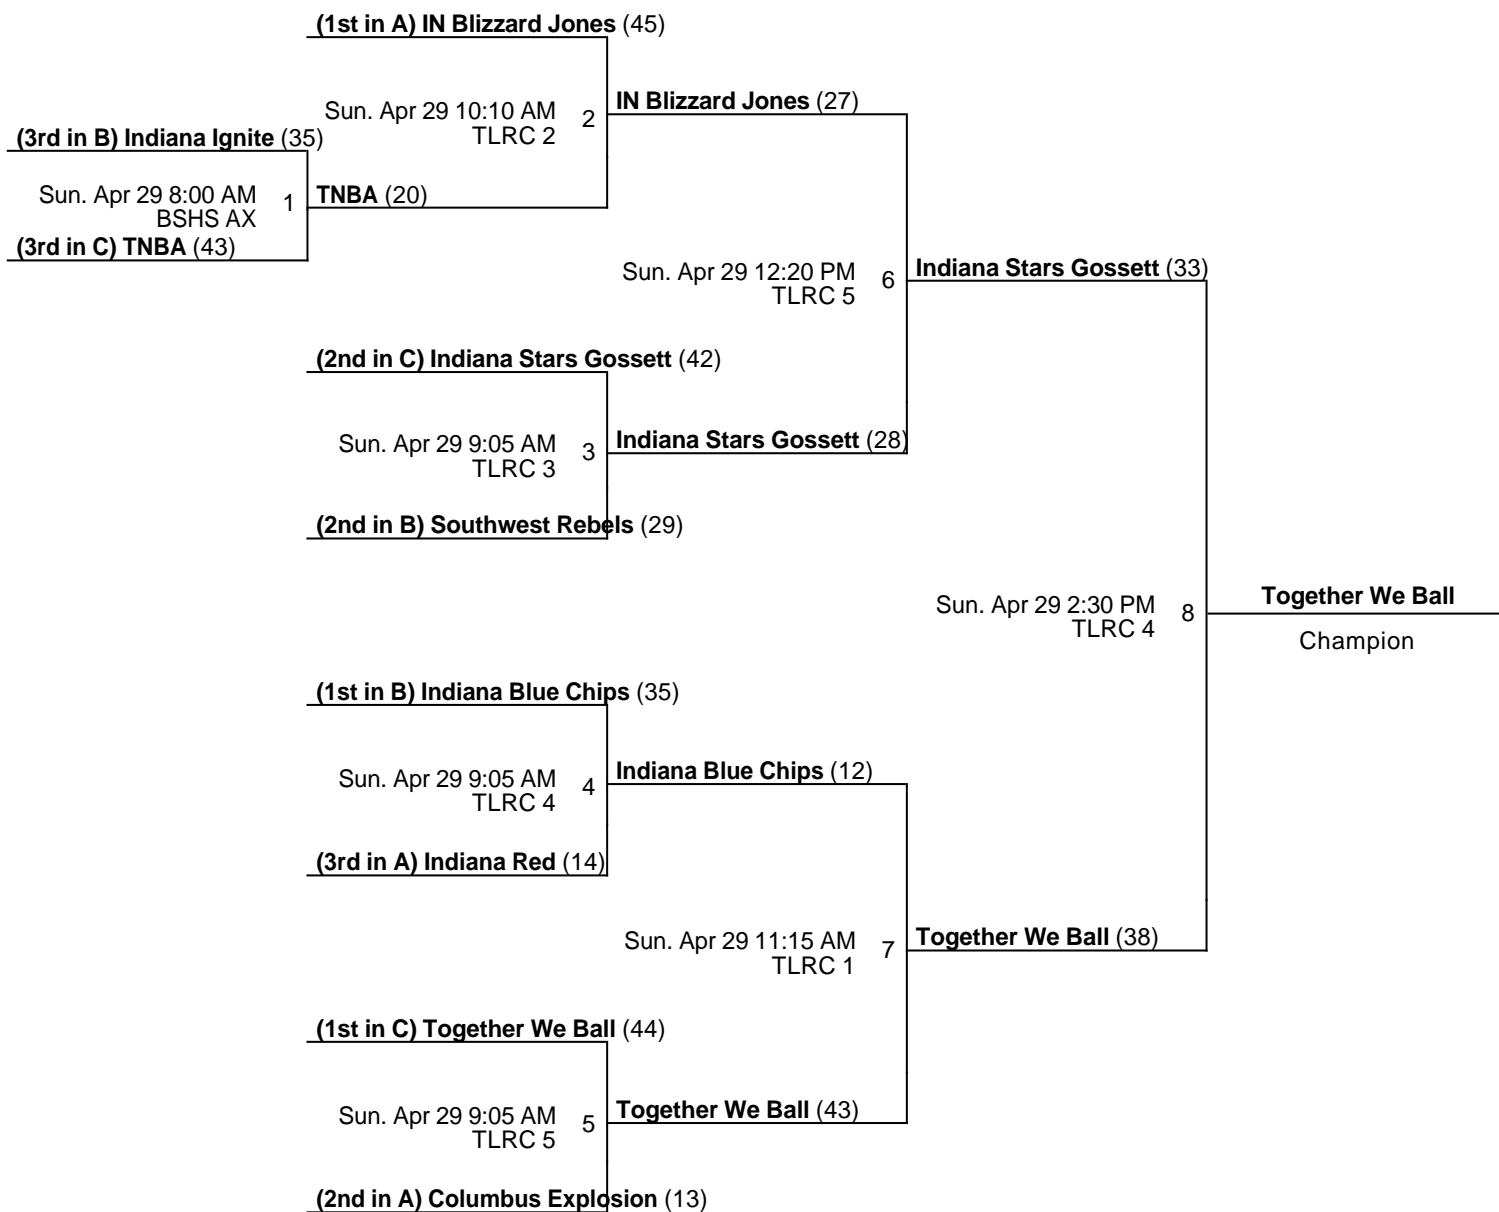 (1st in A) IN Blizzard Jones (45)
Sun. Apr 29 10:10 AM
TLRC 2
2
IN Blizzard Jones (27)
(3rd in B) Indiana Ignite (35)
Sun. Apr 29 8:00 AM
BSHS AX
1
TNBA (20)
(3rd in C) TNBA (43)
Sun. Apr 29 12:20 PM
TLRC 5
6
Indiana Stars Gossett (33)
(2nd in C) Indiana Stars Gossett (42)
Sun. Apr 29 9:05 AM
TLRC 3
3
Indiana Stars Gossett (28)
(2nd in B) Southwest Rebels (29)
Sun. Apr 29 2:30 PM
TLRC 4
8
Together We Ball
Champion
(1st in B) Indiana Blue Chips (35)
Sun. Apr 29 9:05 AM
TLRC 4
4
Indiana Blue Chips (12)
(3rd in A) Indiana Red (14)
Sun. Apr 29 11:15 AM
TLRC 1
7
Together We Ball (38)
(1st in C) Together We Ball (44)
Sun. Apr 29 9:05 AM
TLRC 5
5
Together We Ball (43)
(2nd in A) Columbus Explosion (13)